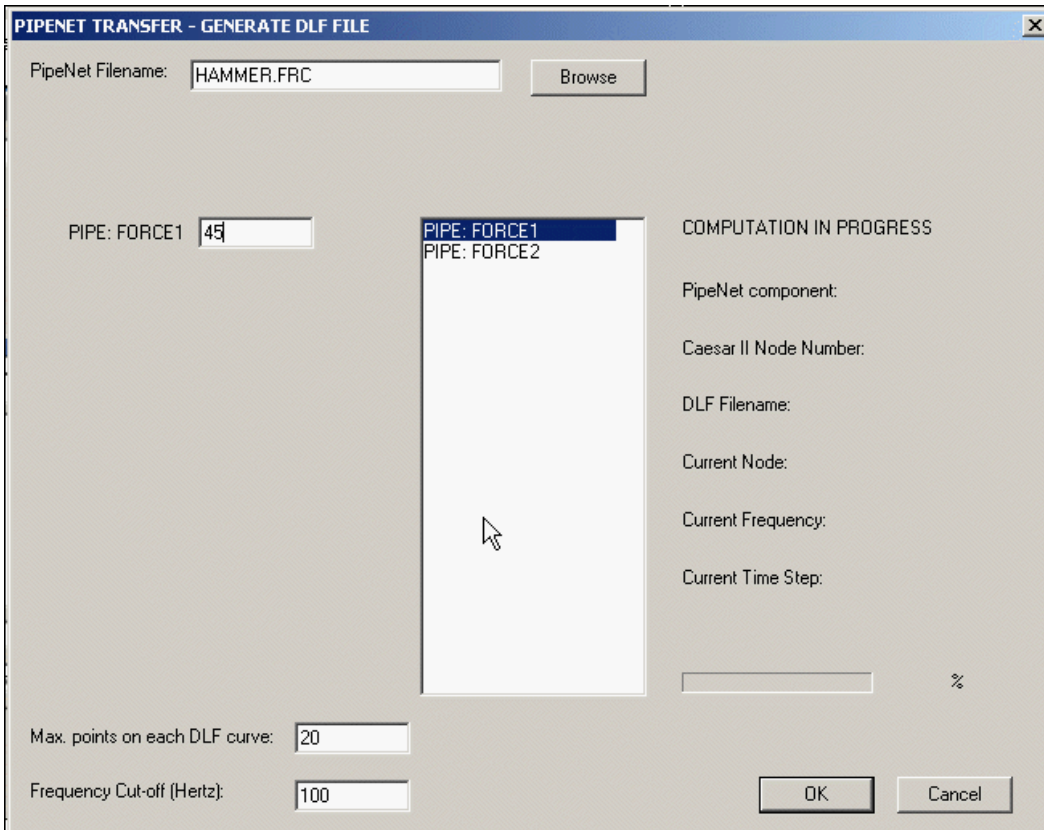 PIPENET TRANSFER - GENERATE DLF FILE
PipeNet Filename: HAMMER.FRC Browse
PIPE: FORCE1 45
PIPE: FORCE1
PIPE: FORCE2
COMPUTATION IN PROGRESS
PipeNet component:
Caesar II Node Number:
DLF Filename:
Current Node:
Current Frequency:
Current Time Step:
%
Max. points on each DLF curve: 20
Frequency Cut-off (Hertz): 100
OK Cancel